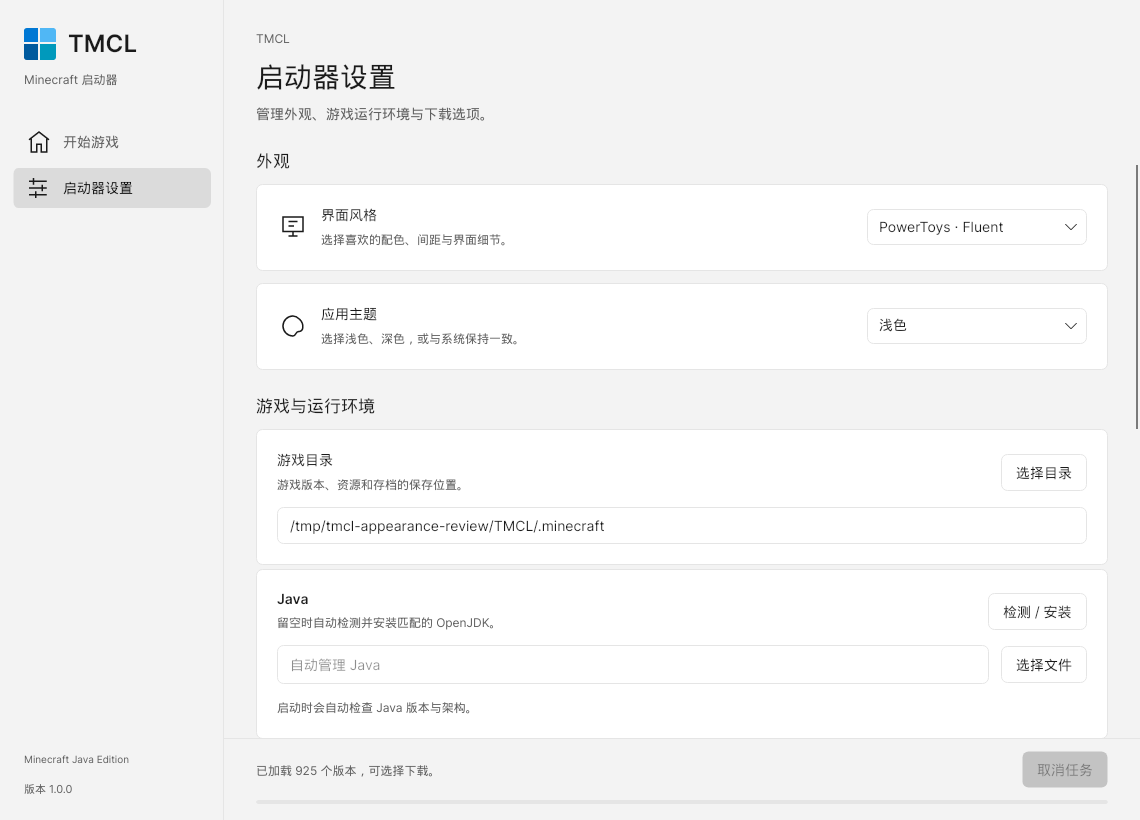 TMCL
Minecraft 启动器
开始游戏
启动器设置
Minecraft Java Edition
版本 1.0.0
TMCL
启动器设置
管理外观、游戏运行环境与下载选项。
外观
界面风格
选择喜欢的配色、间距与界面细节。
PowerToys · Fluent
应用主题
选择浅色、深色，或与系统保持一致。
浅色
游戏与运行环境
游戏目录
游戏版本、资源和存档的保存位置。
选择目录
/tmp/tmcl-appearance-review/TMCL/.minecraft
Java
留空时自动检测并安装匹配的 OpenJDK。
检测 / 安装
自动管理 Java
选择文件
启动时会自动检查 Java 版本与架构。
已加载 925 个版本，可选择下载。
取消任务